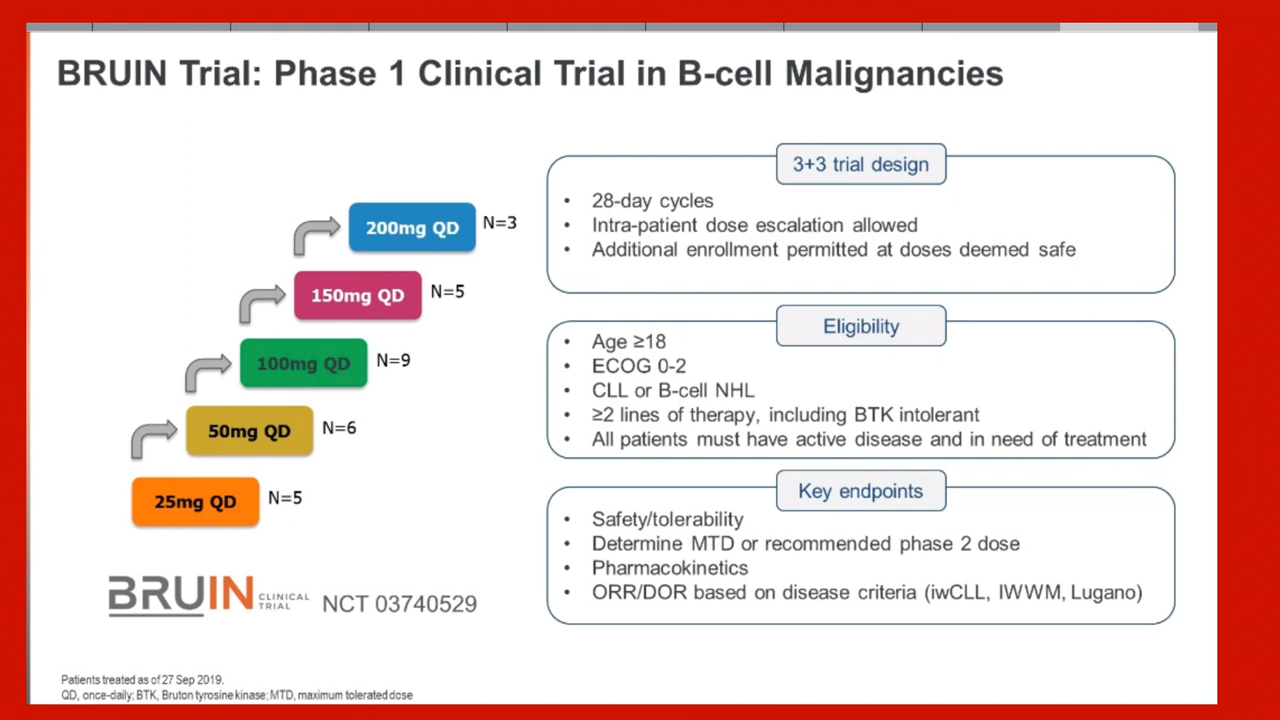 BRUIN Trial: Phase 1 Clinical Trial in B-cell Malignancies
200mg QD N=3
150mg QD N=5
100mg QD N=9
50mg QD N=6
25mg QD N=5
BRUIN CLINICAL TRIAL NCT 03740529
3+3 trial design
• 28-day cycles
• Intra-patient dose escalation allowed
• Additional enrollment permitted at doses deemed safe
Eligibility
• Age ≥18
• ECOG 0-2
• CLL or B-cell NHL
• ≥2 lines of therapy, including BTK intolerant
• All patients must have active disease and in need of treatment
Key endpoints
• Safety/tolerability
• Determine MTD or recommended phase 2 dose
• Pharmacokinetics
• ORR/DOR based on disease criteria (iwCLL, IWWM, Lugano)
Patients treated as of 27 Sep 2019.
QD, once-daily; BTK, Bruton tyrosine kinase; MTD, maximum tolerated dose